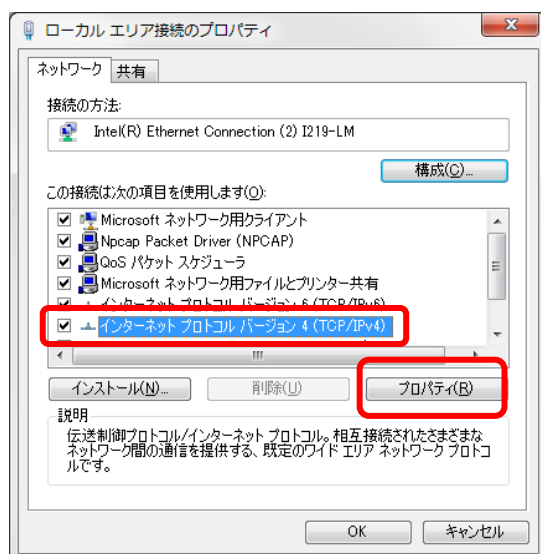 ローカル エリア接続のプロパティ
ネットワーク 共有
接続の方法:
Intel(R) Ethernet Connection (2) I219-LM
構成(C)...
この接続は次の項目を使用します(O):
Microsoft ネットワーク用クライアント
Npcap Packet Driver (NPCAP)
QoS パケット スケジューラ
Microsoft ネットワーク用ファイルとプリンター共有
インターネット プロトコル バージョン 6 (TCP/IPv6)
インターネット プロトコル バージョン 4 (TCP/IPv4)
インストール(N)... 削除(U) プロパティ(R)
説明
伝送制御プロトコル/インターネット プロトコル。相互接続されたさまざまな
ネットワーク間の通信を提供する、既定のワイド エリア ネットワーク プロトコ
ルです。
OK キャンセル